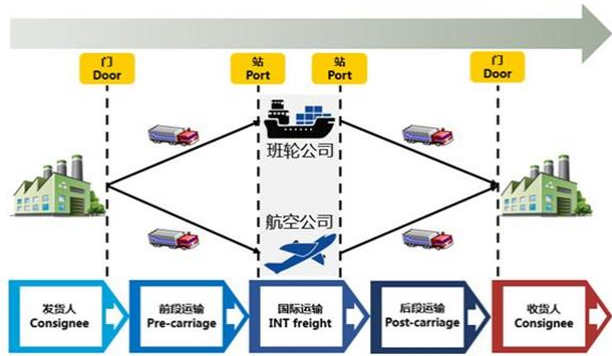 门
Door
站
Port
站
Port
门
Door
班轮公司
航空公司
发货人
Consignee
前段运输
Pre-carriage
国际运输
INT freight
后段运输
Post-carriage
收货人
Consignee